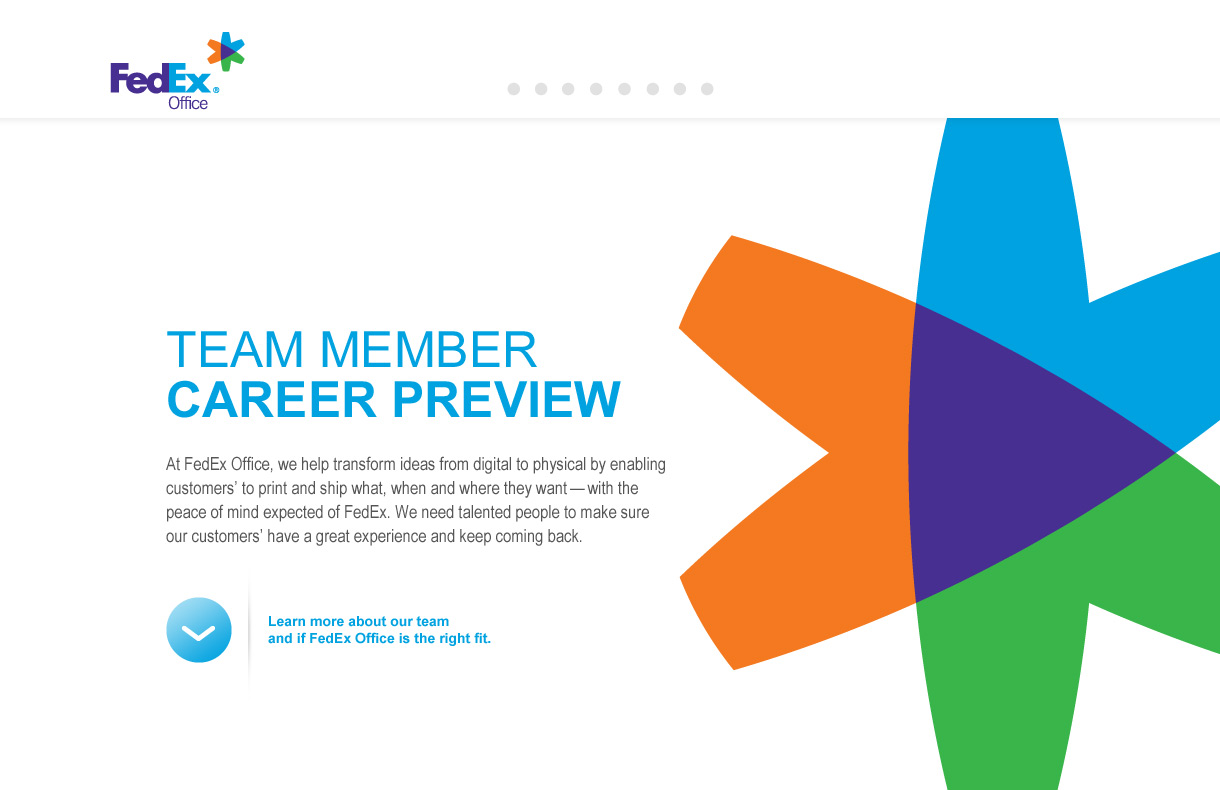 FedEx®
Office
TEAM MEMBER
CAREER PREVIEW
At FedEx Office, we help transform ideas from digital to physical by enabling
customers’ to print and ship what, when and where they want — with the
peace of mind expected of FedEx. We need talented people to make sure
our customers’ have a great experience and keep coming back.
Learn more about our team
and if FedEx Office is the right fit.